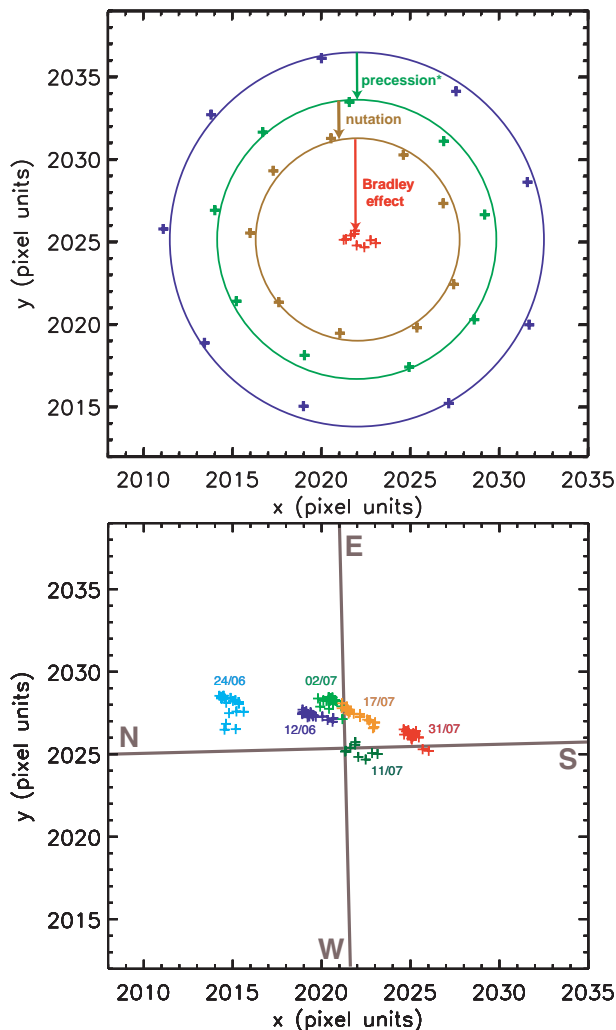 2035
precession*
nutation
2030
Bradley
effect
2025
2020
2015
y (pixel units)
2010 2015 2020 2025 2030 2035
x (pixel units)
E
2035
24/06 02/07
2030
17/07
12/06
31/07
N
2025
S
11/07
2020
2015
W
y (pixel units)
2010 2015 2020 2025 2030 2035
x (pixel units)